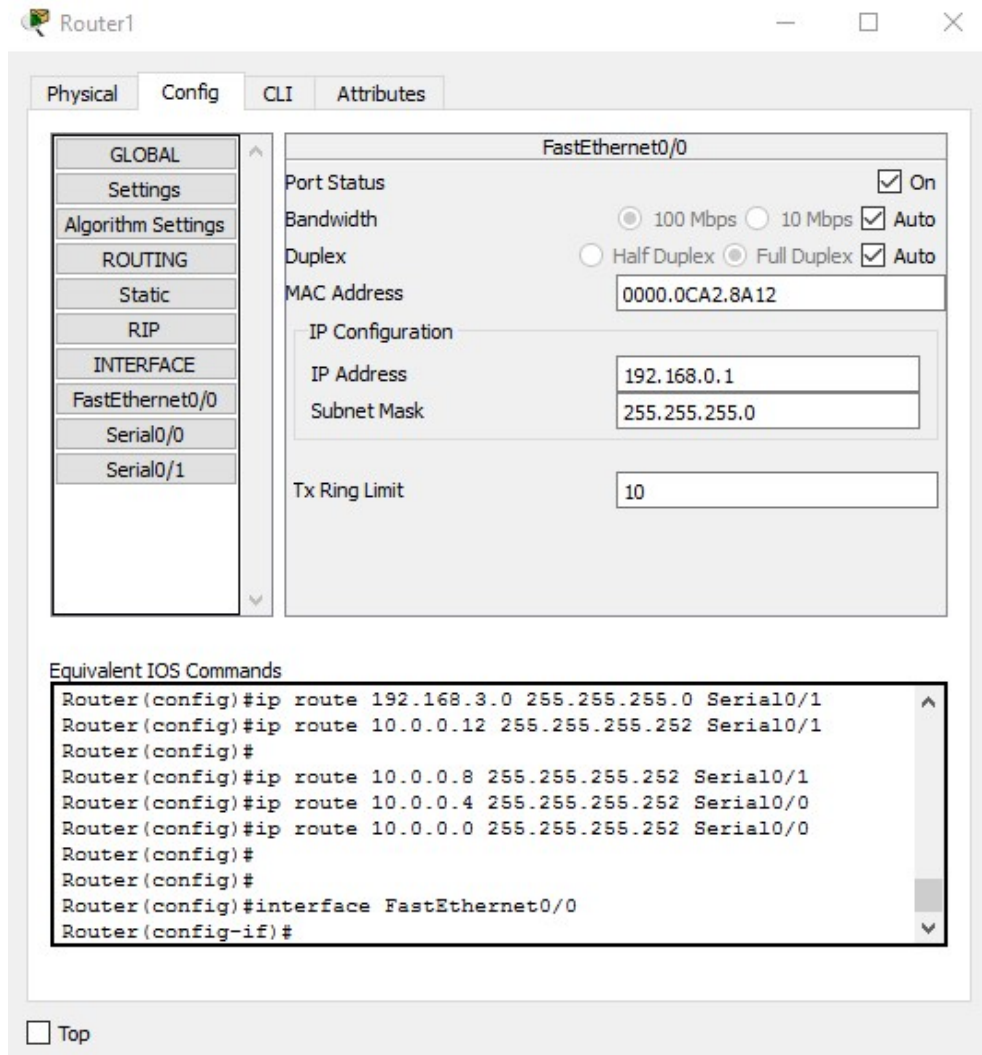 Router1
Physical Config CLI Attributes
GLOBAL
Settings
Algorithm Settings
ROUTING
Static
RIP
INTERFACE
FastEthernet0/0
Serial0/0
Serial0/1
FastEthernet0/0
Port Status On
Bandwidth 100 Mbps 10 Mbps Auto
Duplex Half Duplex Full Duplex Auto
MAC Address 0000.0CA2.8A12
IP Configuration
IP Address 192.168.0.1
Subnet Mask 255.255.255.0
Tx Ring Limit 10
Equivalent IOS Commands
Router(config)#ip route 192.168.3.0 255.255.255.0 Serial0/1
Router(config)#ip route 10.0.0.12 255.255.255.252 Serial0/1
Router(config)#
Router(config)#ip route 10.0.0.8 255.255.255.252 Serial0/1
Router(config)#ip route 10.0.0.4 255.255.255.252 Serial0/0
Router(config)#ip route 10.0.0.0 255.255.255.252 Serial0/0
Router(config)#
Router(config)#
Router(config)#interface FastEthernet0/0
Router(config-if)#
Top